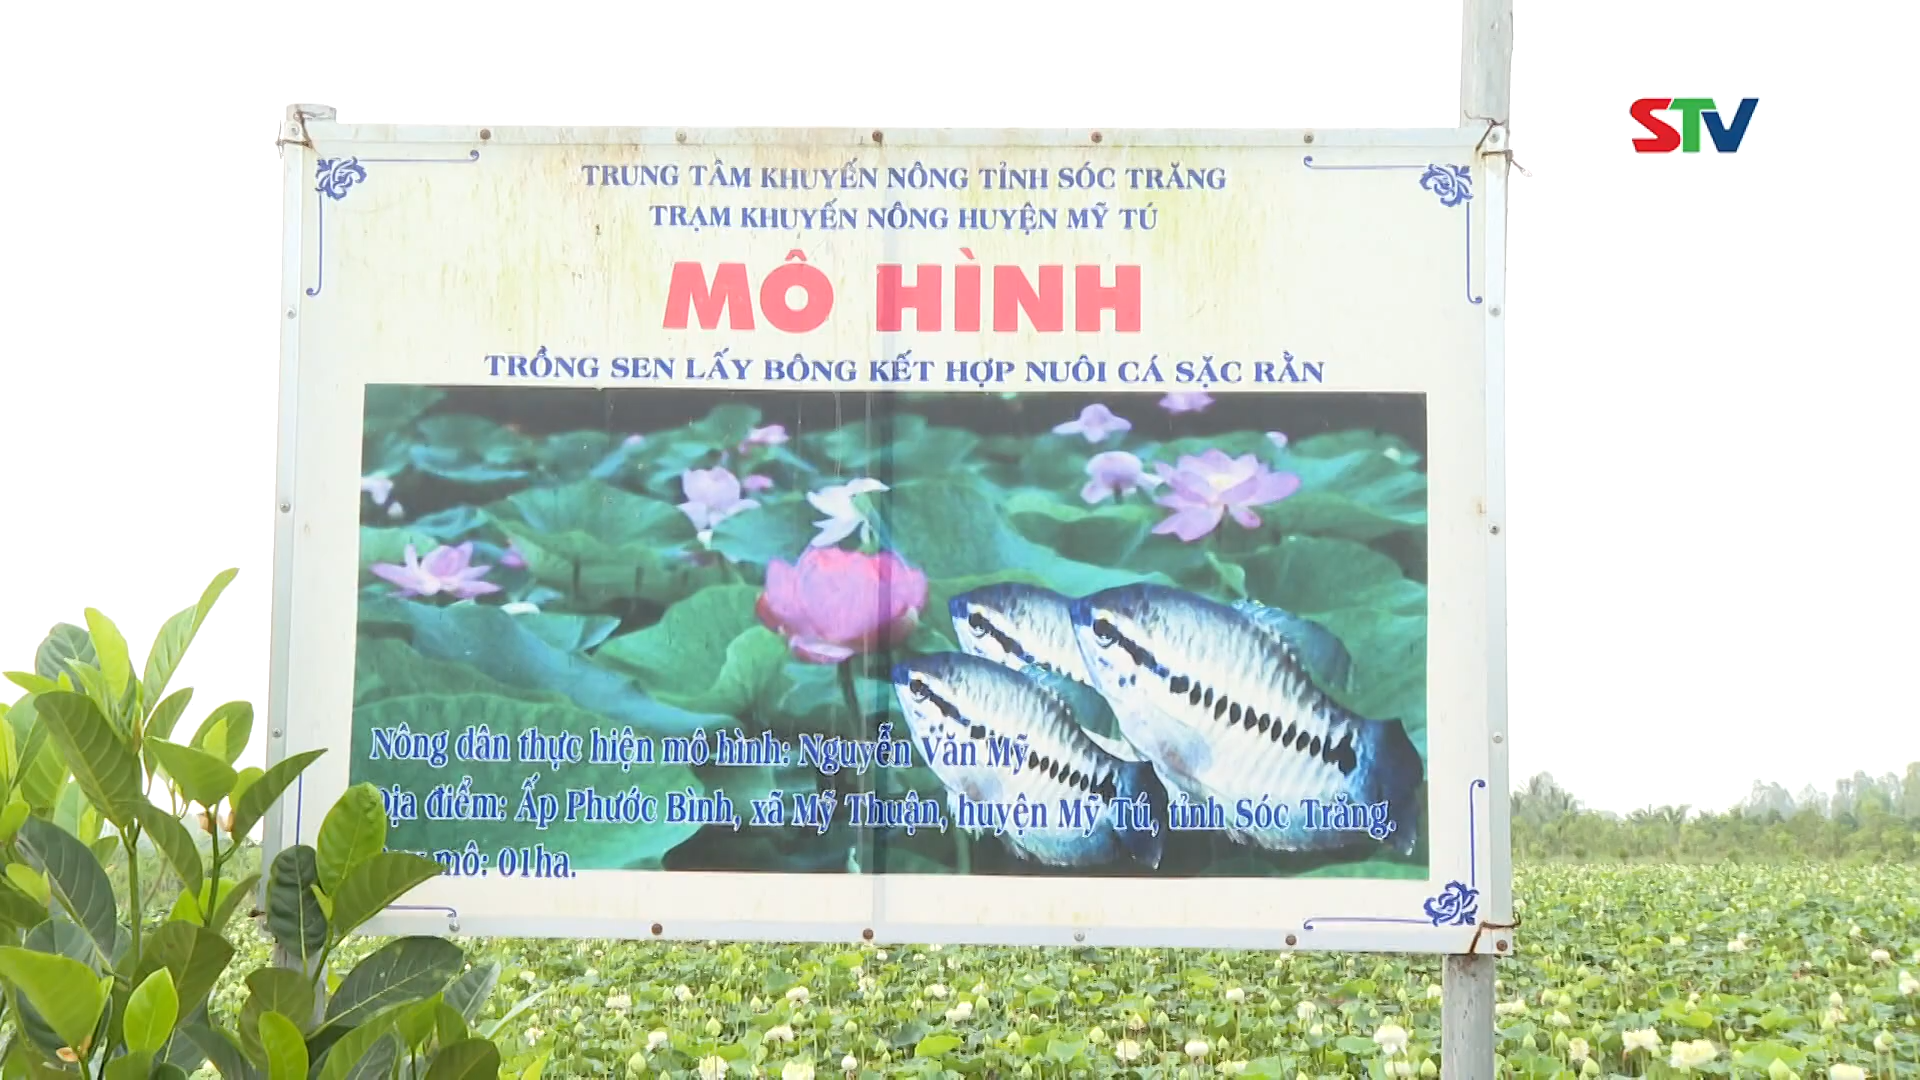 STV
TRUNG TÂM KHUYẾN NÔNG TỈNH SÓC TRĂNG
TRẠM KHUYẾN NÔNG HUYỆN MỸ TÚ
MÔ HÌNH
TRỒNG SEN LẤY BÔNG KẾT HỢP NUÔI CÁ SẶC RẰN
Nông dân thực hiện mô hình: Nguyễn Văn Mỹ
Địa điểm: Ấp Phước Bình, xã Mỹ Thuận, huyện Mỹ Tú, tỉnh Sóc Trăng.
mô: 01ha.